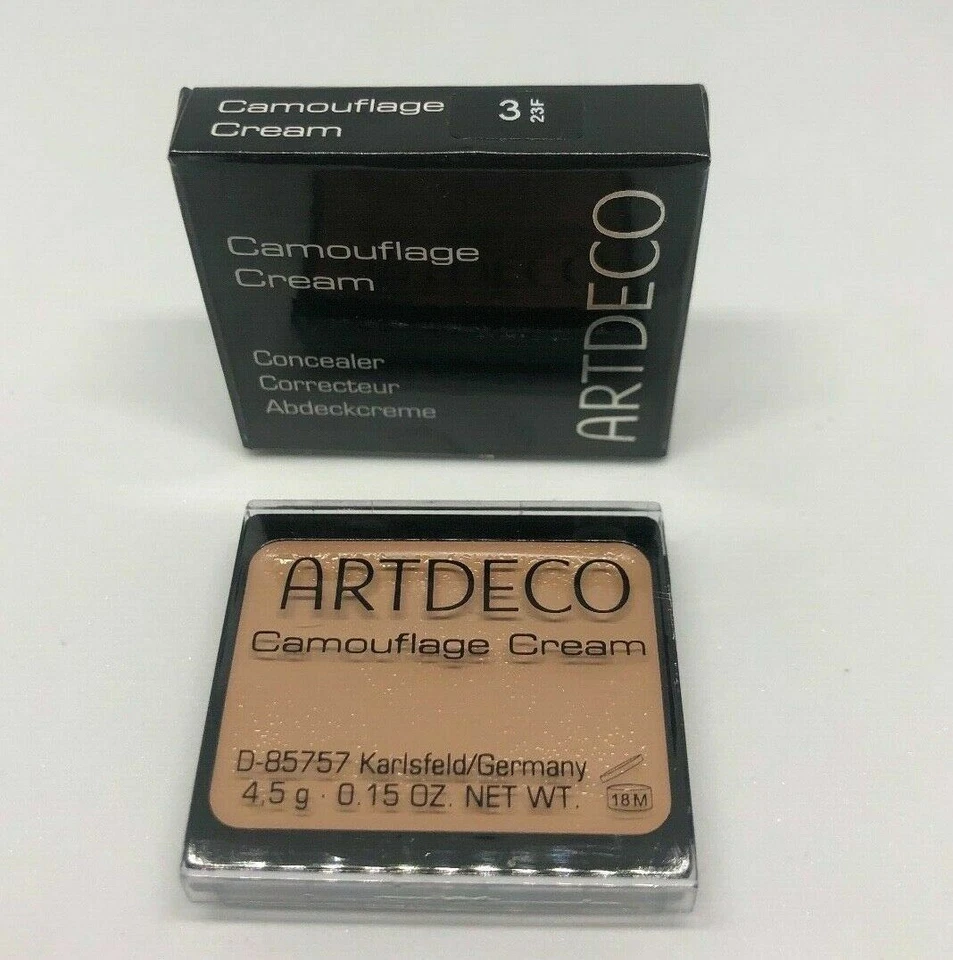 Camouflage
Cream
3
23F
Camouflage
Cream
Concealer
Correcteur
Abdeckcreme
ARTDECO
ARTDECO
Camouflage Cream
D-85757 Karlsfeld/Germany
4,5 g · 0.15 OZ. NET WT.
18M